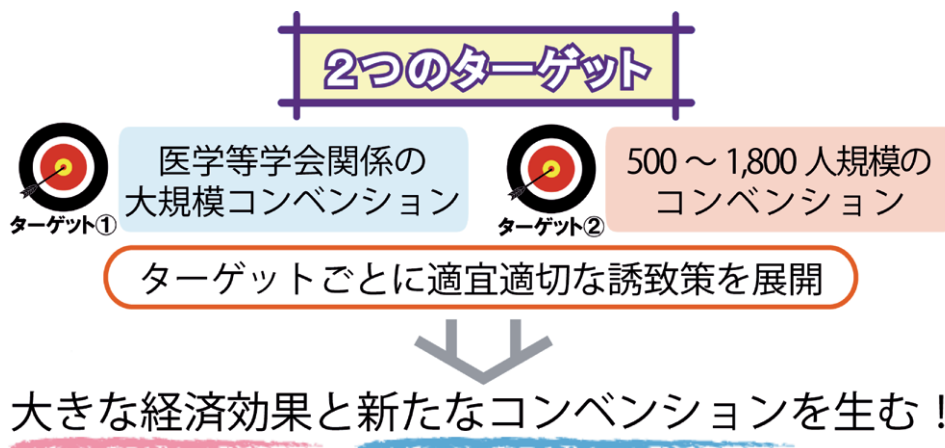 2つのターゲット
医学等学会関係の
大規模コンベンション
ターゲット①
500～1,800人規模の
コンベンション
ターゲット②
ターゲットごとに適宜適切な誘致策を展開
大きな経済効果と新たなコンベンションを生む！